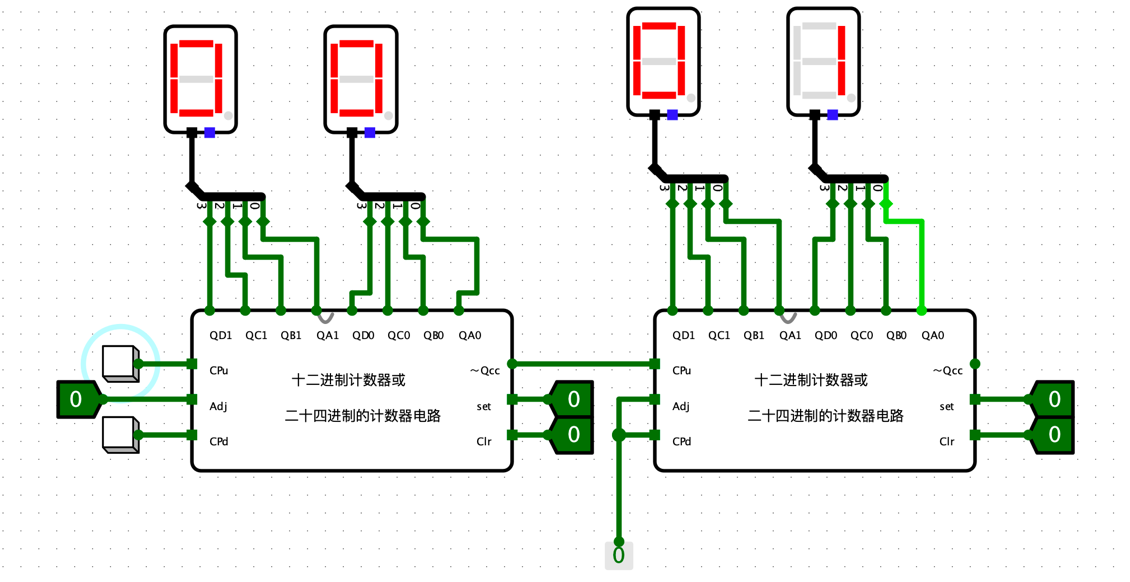 0 0 0 1
3 2 1 0 3 2 1 0 3 2 1 0 3 2 1 0
QD1 QC1 QB1 QA1 QD0 QC0 QB0 QA0 QD1 QC1 QB1 QA1 QD0 QC0 QB0 QA0
CPu 十二进制计数器或 ~Qcc CPu 十二进制计数器或 ~Qcc
0 Adj 二十四进制的计数器电路 set 0 Adj 二十四进制的计数器电路 set 0
CPd Clr 0 CPd Clr 0
0